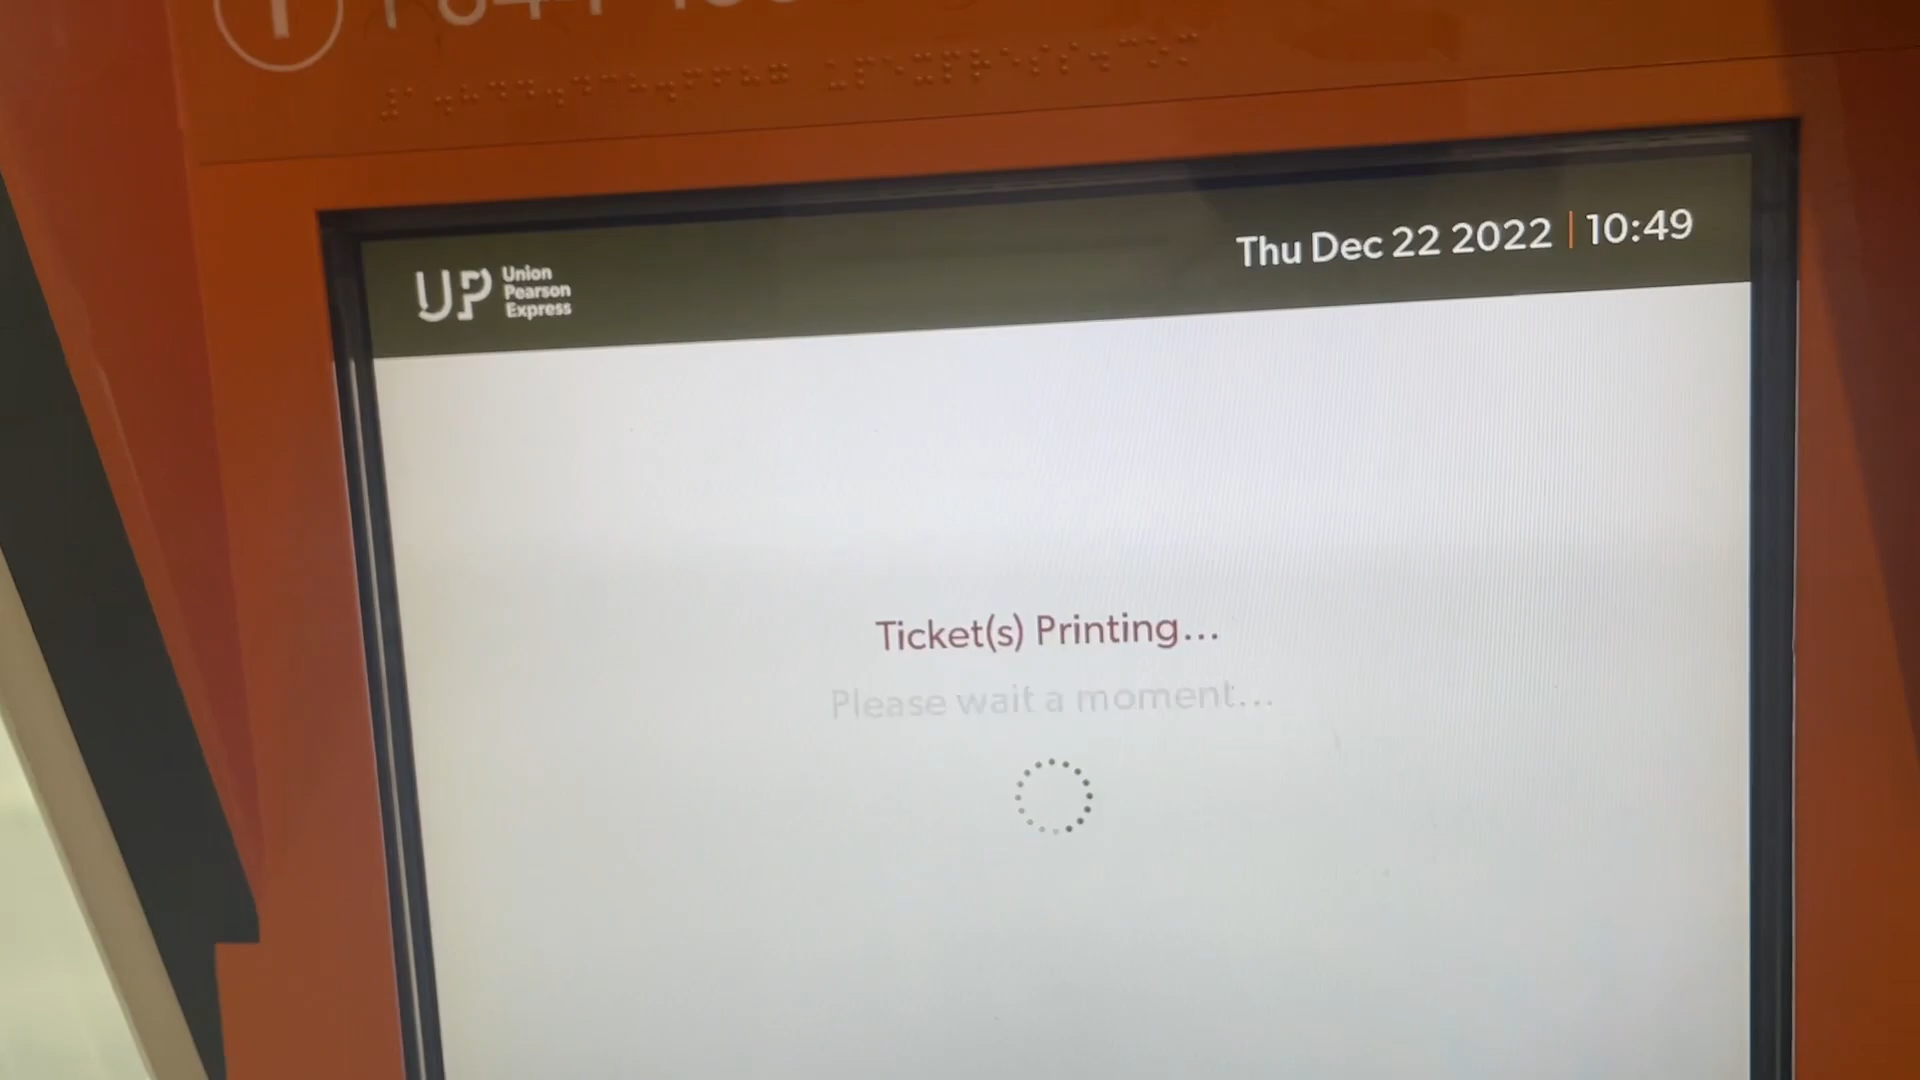 Thu Dec 22 2022 | 10:49
UP Union
Pearson
Express
Ticket(s) Printing...
Please wait a moment...